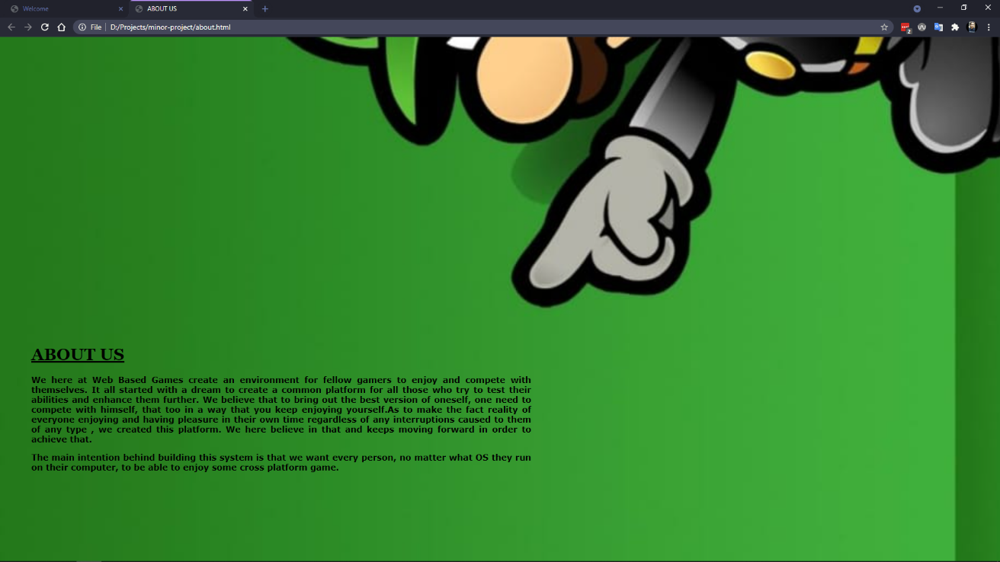 Welcome
ABOUT US
File
D:/Projects/minor-project/about.html
2
ABOUT US
We here at Web Based Games create an environment for fellow gamers to enjoy and compete with
themselves. It all started with a dream to create a common platform for all those who try to test their
abilities and enhance them further. We believe that to bring out the best version of oneself, one need to
compete with himself, that too in a way that you keep enjoying yourself.As to make the fact reality of
everyone enjoying and having pleasure in their own time regardless of any interruptions caused to them
of any type , we created this platform. We here believe in that and keeps moving forward in order to
achieve that.
The main intention behind building this system is that we want every person, no matter what OS they run
on their computer, to be able to enjoy some cross platform game.